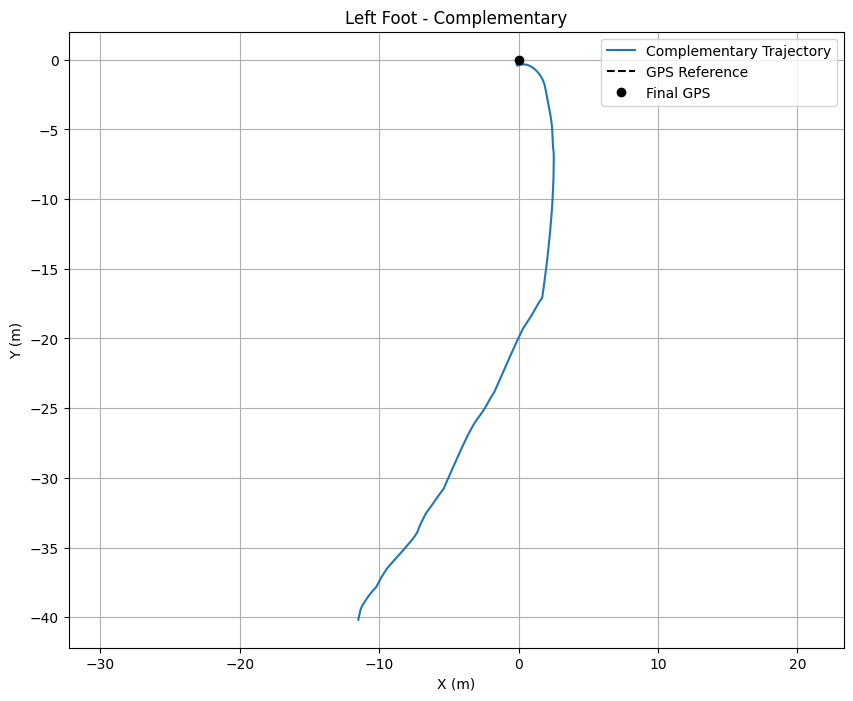 Left Foot - Complementary
Complementary Trajectory
GPS Reference
Final GPS
0
−5
−10
−15
−20
−25
−30
−35
−40
Y (m)
−30
−20
−10
0
10
20
X (m)